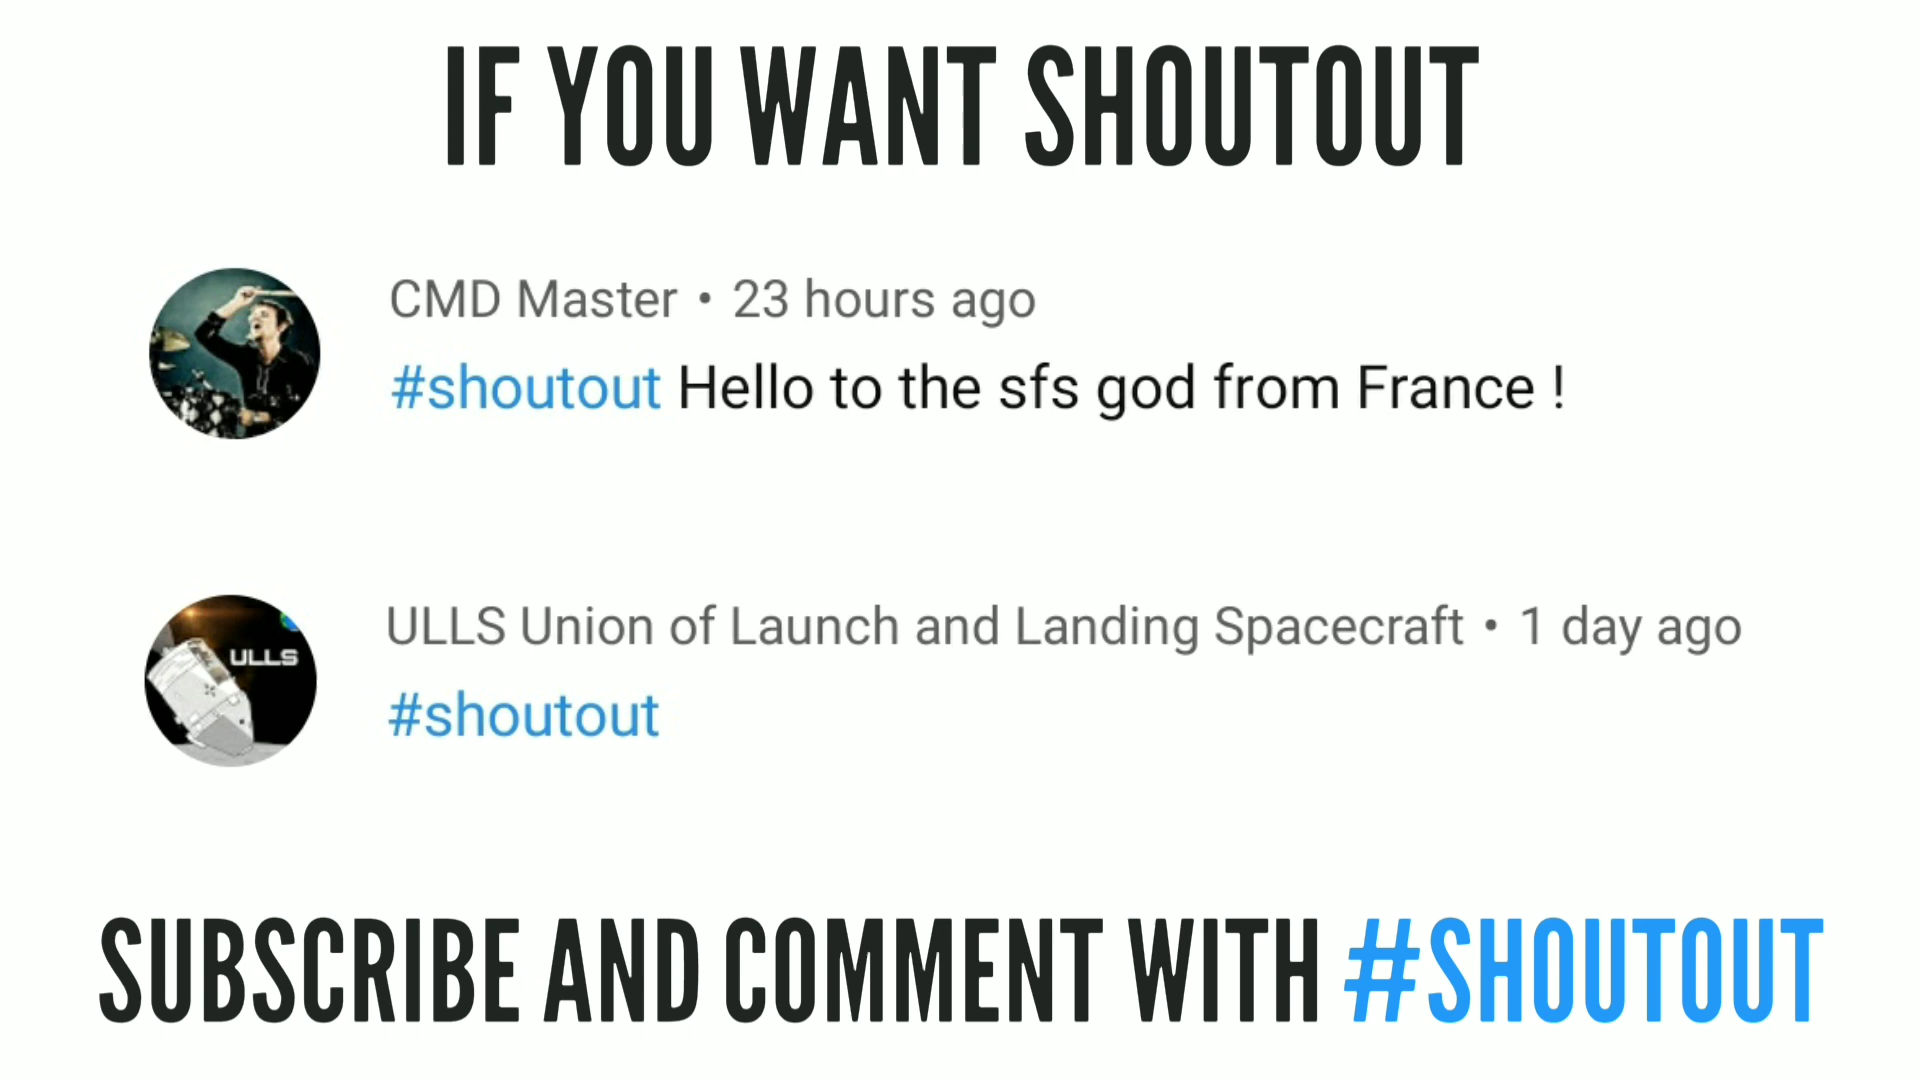 IF YOU WANT SHOUTOUT
CMD Master • 23 hours ago
#shoutout Hello to the sfs god from France !
ULLS
ULLS Union of Launch and Landing Spacecraft • 1 day ago
#shoutout
SUBSCRIBE AND COMMENT WITH #SHOUTOUT